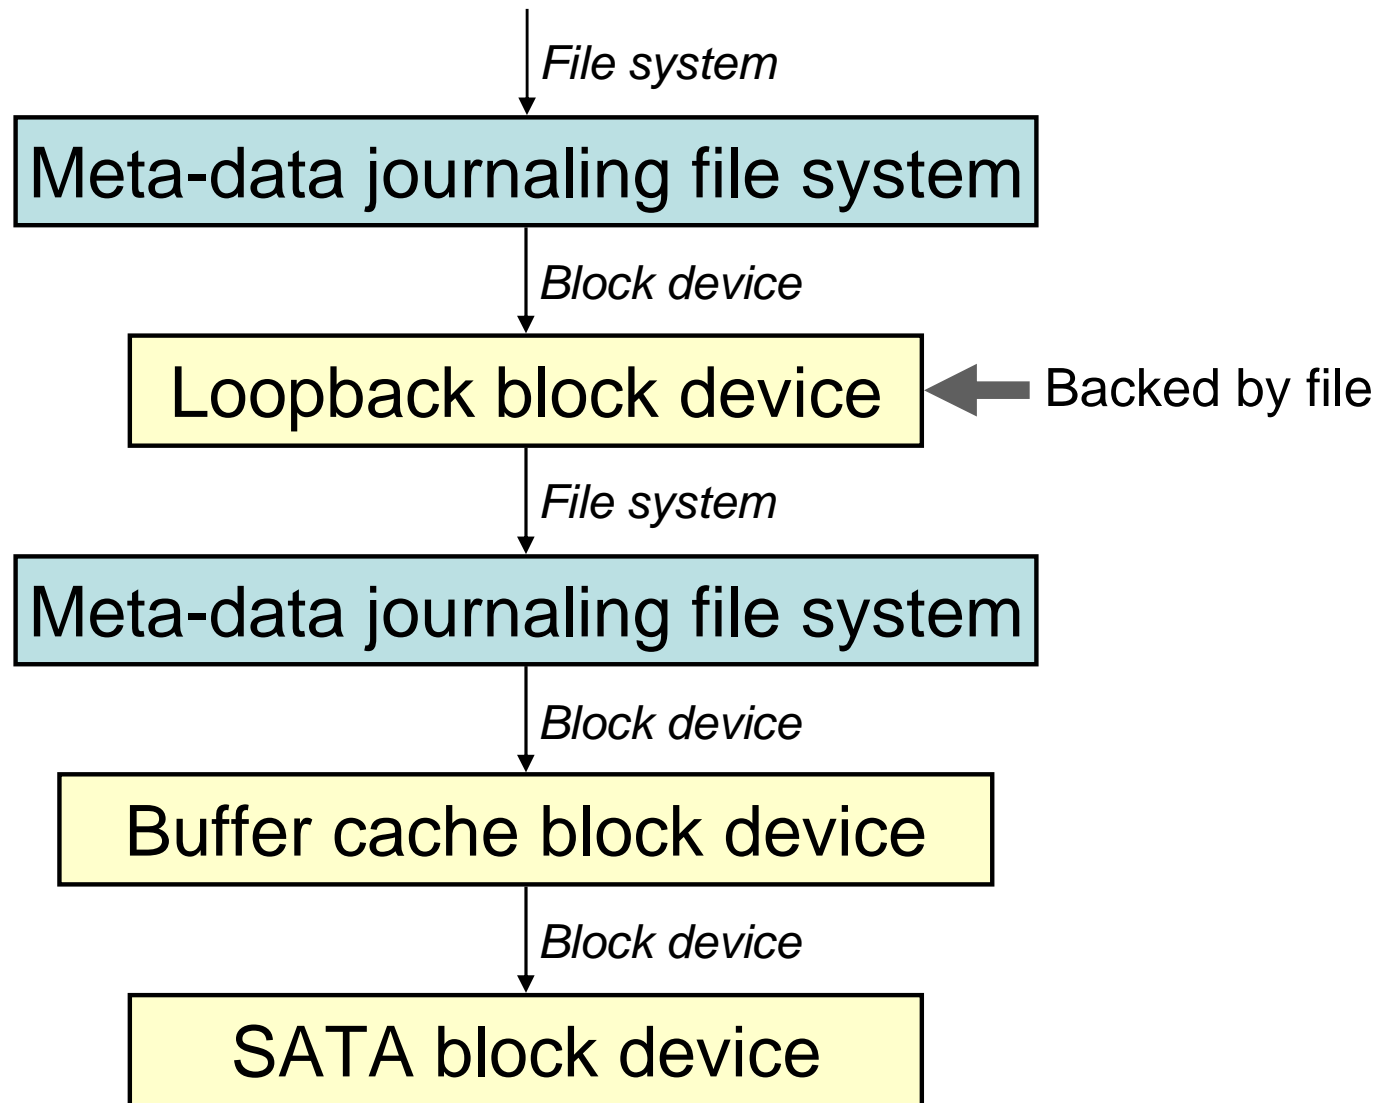 File system
Meta-data journaling file system
Block device
Loopback block device
Backed by file
File system
Meta-data journaling file system
Block device
Buffer cache block device
Block device
SATA block device